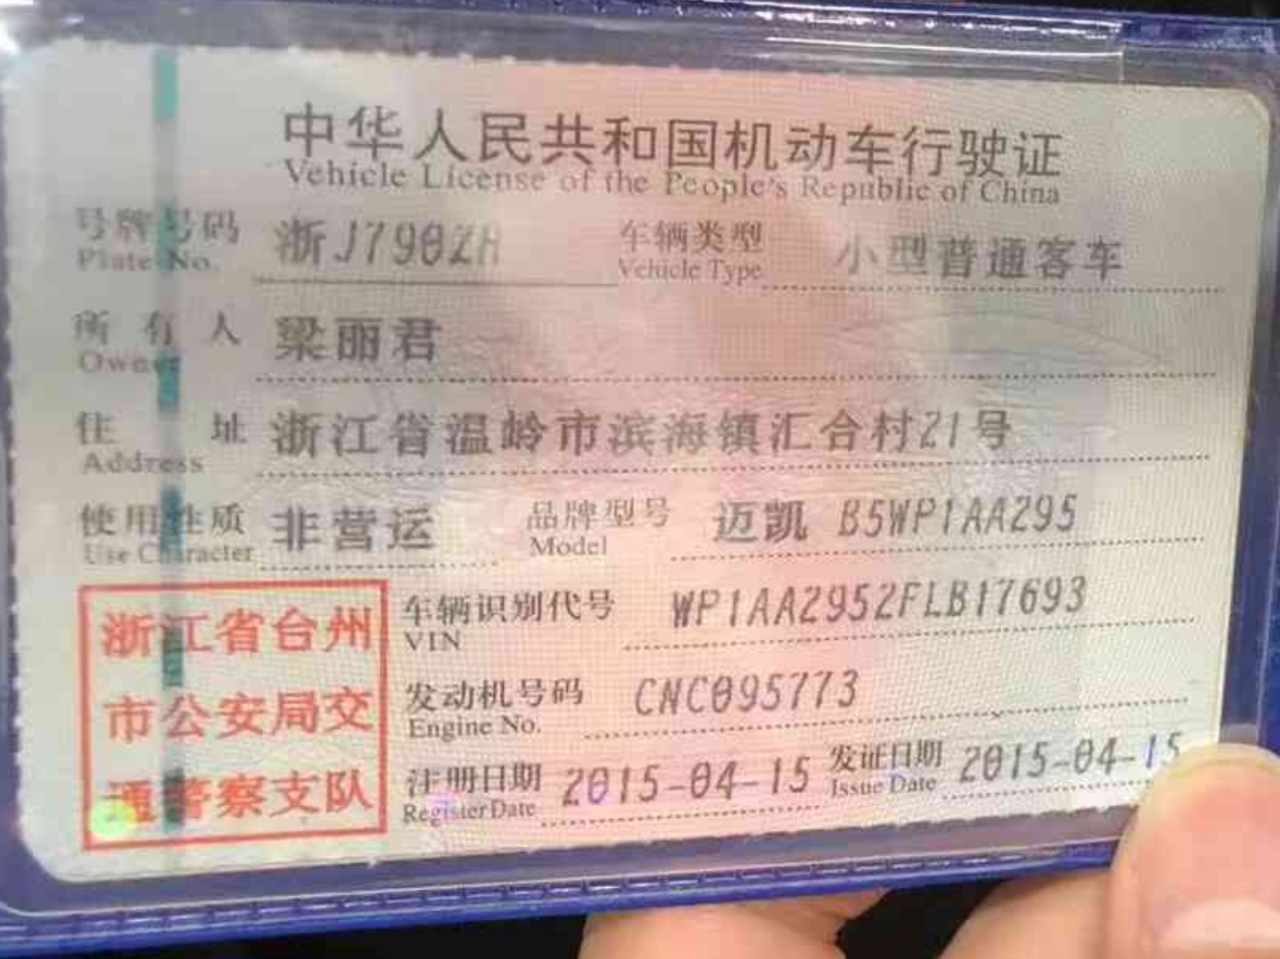 中华人民共和国机动车行驶证
Vehicle License of the People's Republic of China
号牌号码 浙J790ZH 车辆类型 小型普通客车
Plate No. Vehicle Type
所有人 梁丽君
Owner
住址 浙江省温岭市滨海镇汇合村21号
Address
使用性质 非营运 品牌型号 迈凯 B5WP1AA295
Use Character Model
浙江省台州
市公安局交
通警察支队
车辆识别代号 WP1AA2952FLB17693
VIN
发动机号码 CNC095773
Engine No.
注册日期 2015-04-15 发证日期 2015-04-15
Register Date Issue Date